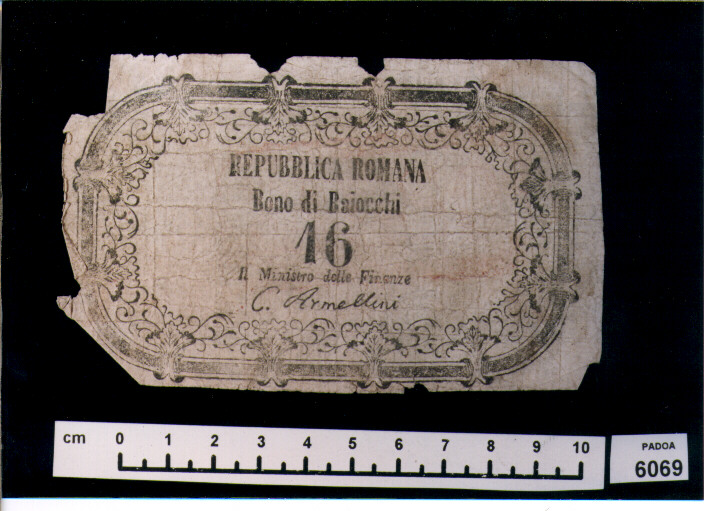 REPUBBLICA ROMANA
Bono di Baiocchi
16
Il Ministro delle Finanze
C. Armellini
cm 0 1 2 3 4 5 6 7 8 9 10
PADOA
6069